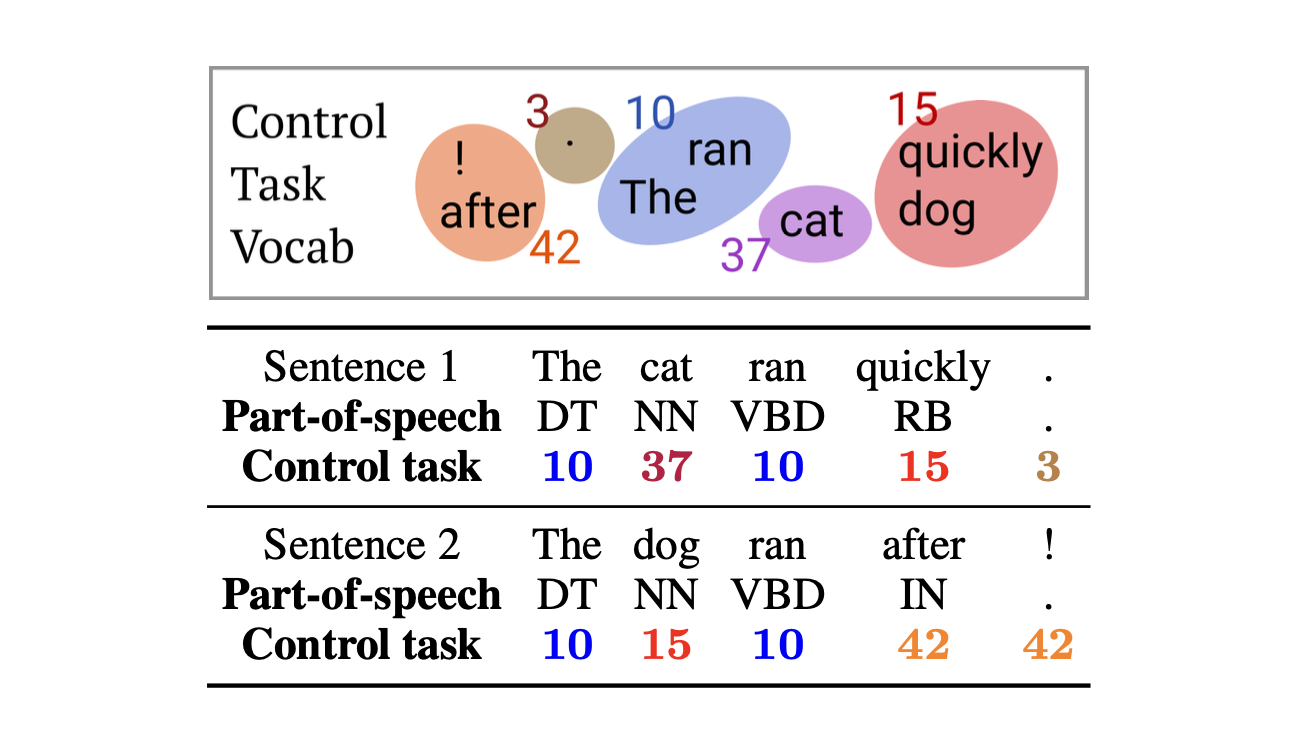 Control
Task
Vocab
3 10 15
! . ran quickly
after The cat dog
42 37
Sentence 1 The cat ran quickly .
Part-of-speech DT NN VBD RB .
Control task 10 37 10 15 3
Sentence 2 The dog ran after !
Part-of-speech DT NN VBD IN .
Control task 10 15 10 42 42